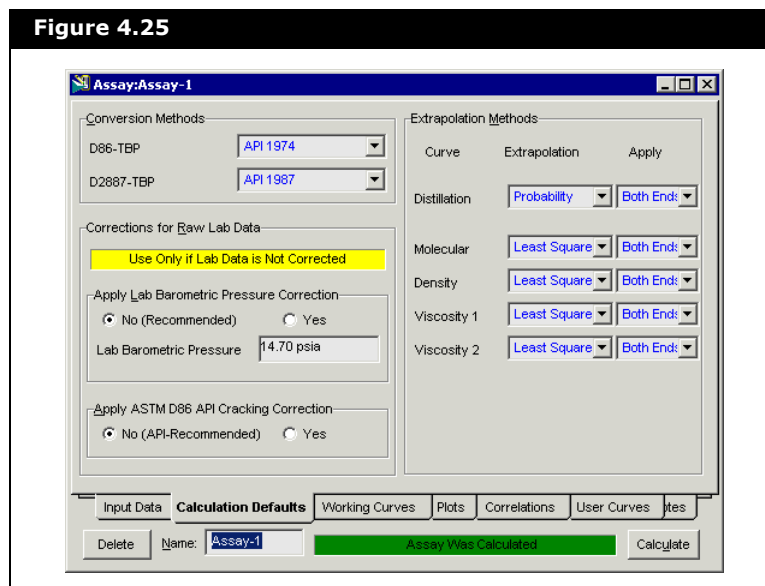 Figure 4.25
Assay:Assay-1
Conversion Methods
D86-TBP API 1974
D2887-TBP API 1987
Corrections for Raw Lab Data
Use Only if Lab Data is Not Corrected
Apply Lab Barometric Pressure Correction
No (Recommended) Yes
Lab Barometric Pressure 14.70 psia
Apply ASTM D86 API Cracking Correction
No (API-Recommended) Yes
Extrapolation Methods
Curve Extrapolation Apply
Distillation Probability Both Ends
Molecular Least Square Both Ends
Density Least Square Both Ends
Viscosity 1 Least Square Both Ends
Viscosity 2 Least Square Both Ends
Input Data Calculation Defaults Working Curves Plots Correlations User Curves otes
Delete Name: Assay-1 Assay Was Calculated Calculate